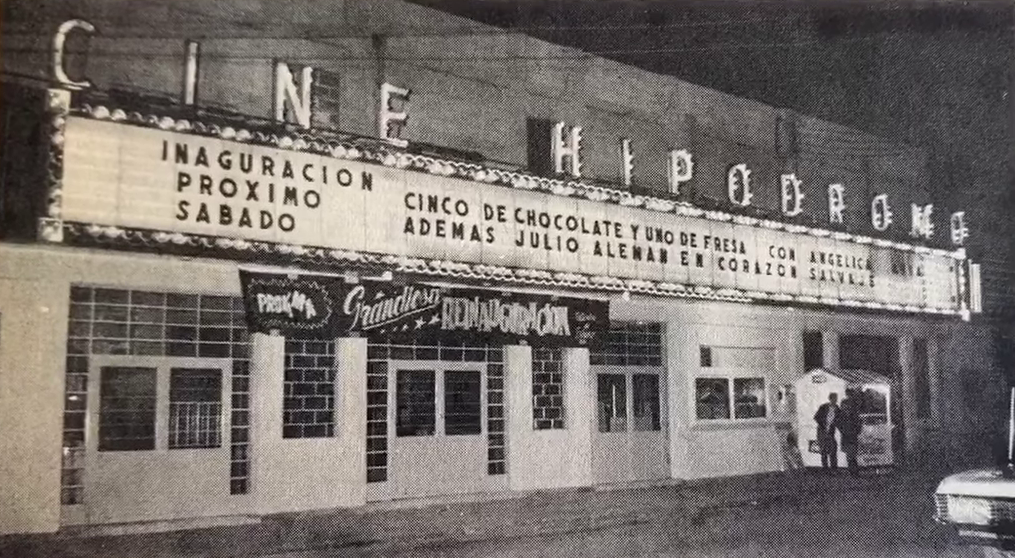 CINE HIPODROMO
INAGURACION
PROXIMO
SABADO
CINCO DE CHOCOLATE Y UNO DE FRESA CON ANGELICA
ADEMAS JULIO ALEMAN EN CORAZON SALVAJE
PROXIMA
Grandiosa
REINAUGURACION